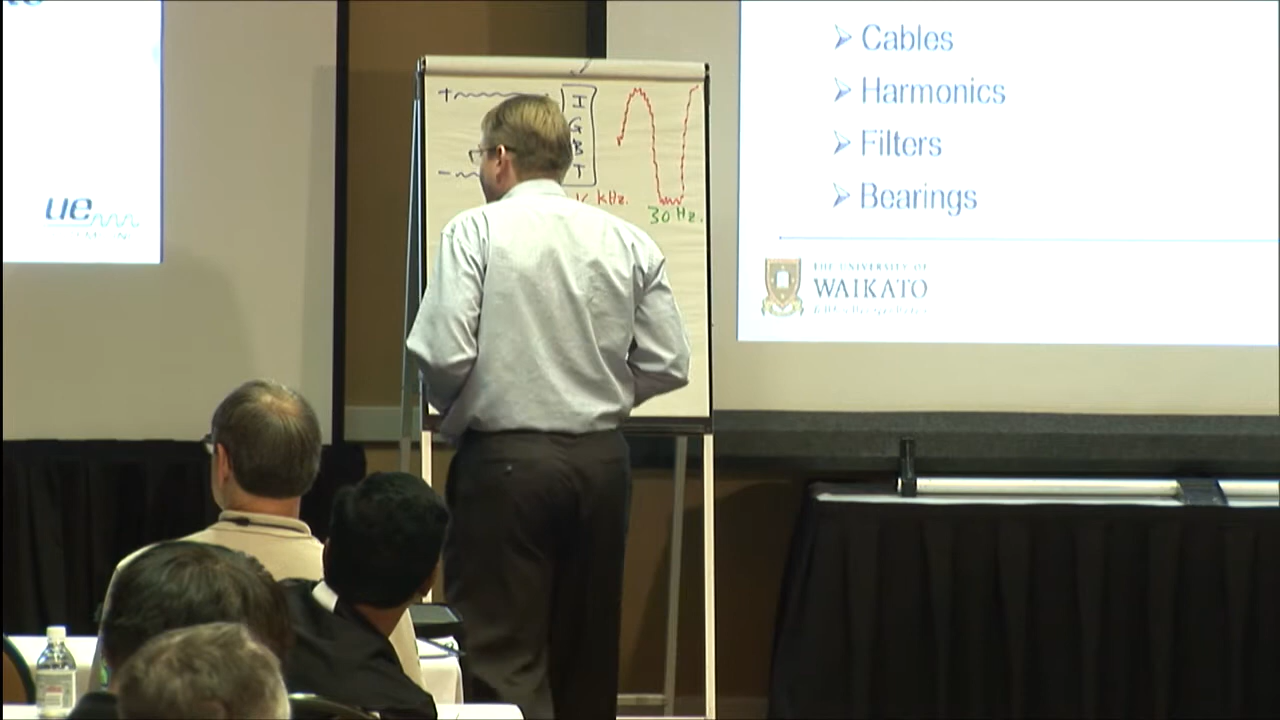 ue
+
I
G
B
T
-
kHz.
30 Hz.
Cables
Harmonics
Filters
Bearings
THE UNIVERSITY OF
WAIKATO